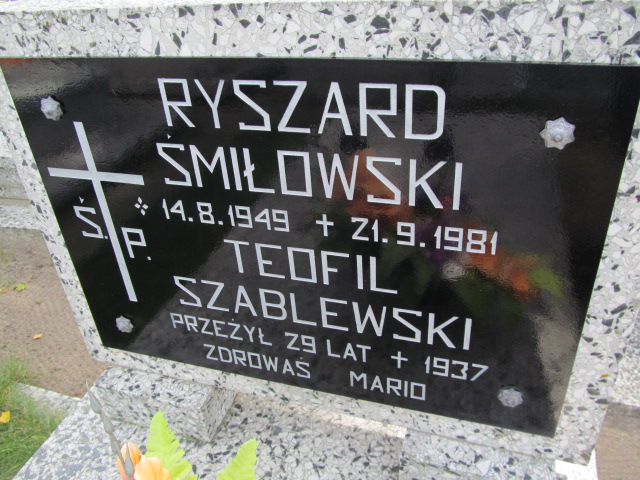 RYSZARD
ŚMIŁOWSKI
Ś. P.
14.8.1949 + 21.9.1981
TEOFIL
SZABLEWSKI
PRZEŻYŁ 29 LAT + 1937
ZDROWAŚ MARIO